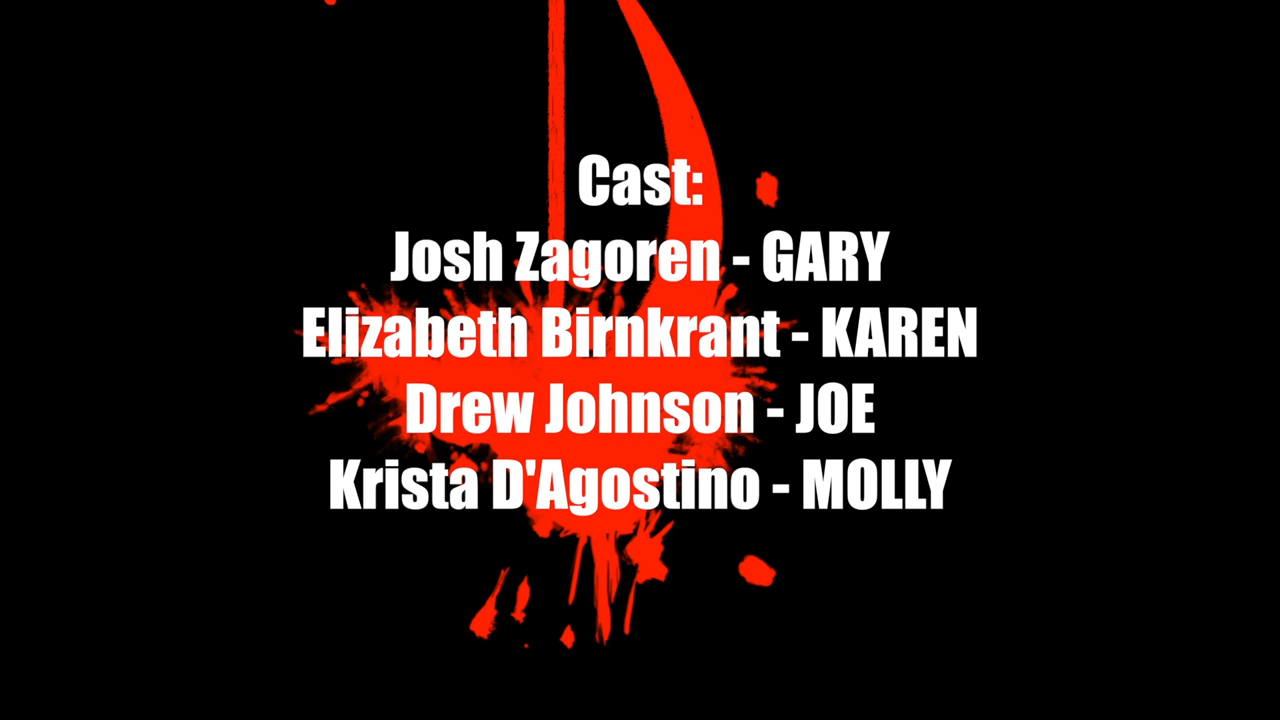 Cast:
Josh Zagoren - GARY
Elizabeth Birnkrant - KAREN
Drew Johnson - JOE
Krista D'Agostino - MOLLY